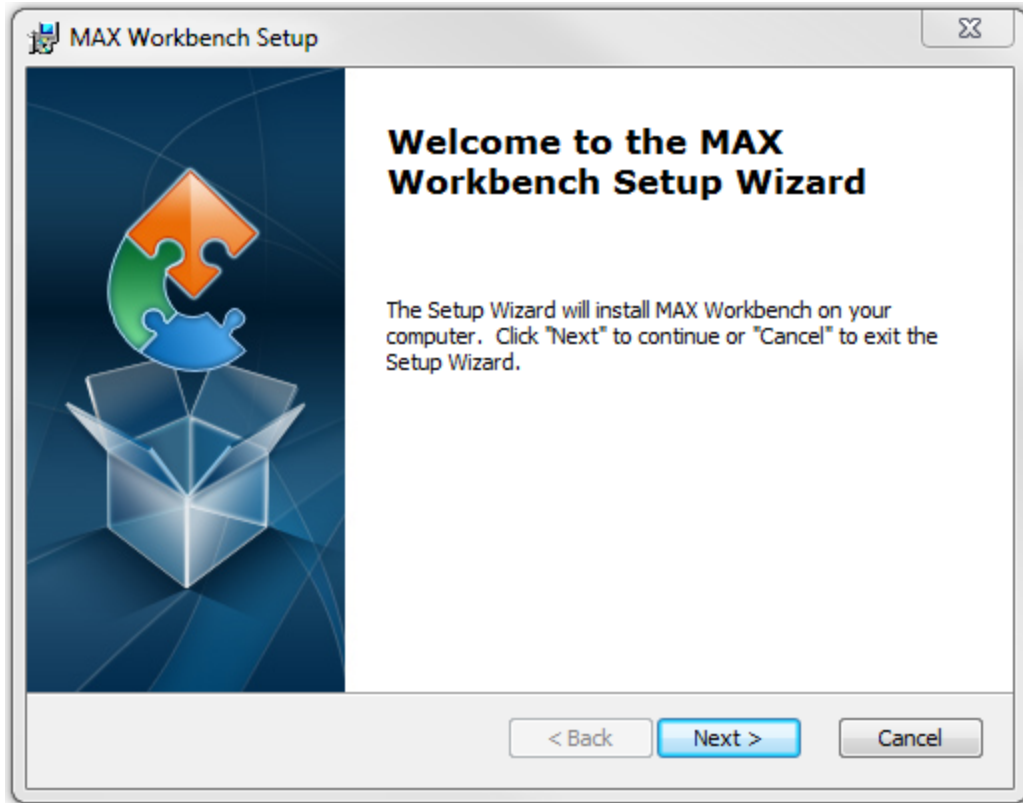 MAX Workbench Setup
Welcome to the MAX
Workbench Setup Wizard
The Setup Wizard will install MAX Workbench on your
computer.  Click "Next" to continue or "Cancel" to exit the
Setup Wizard.
< Back
Next >
Cancel